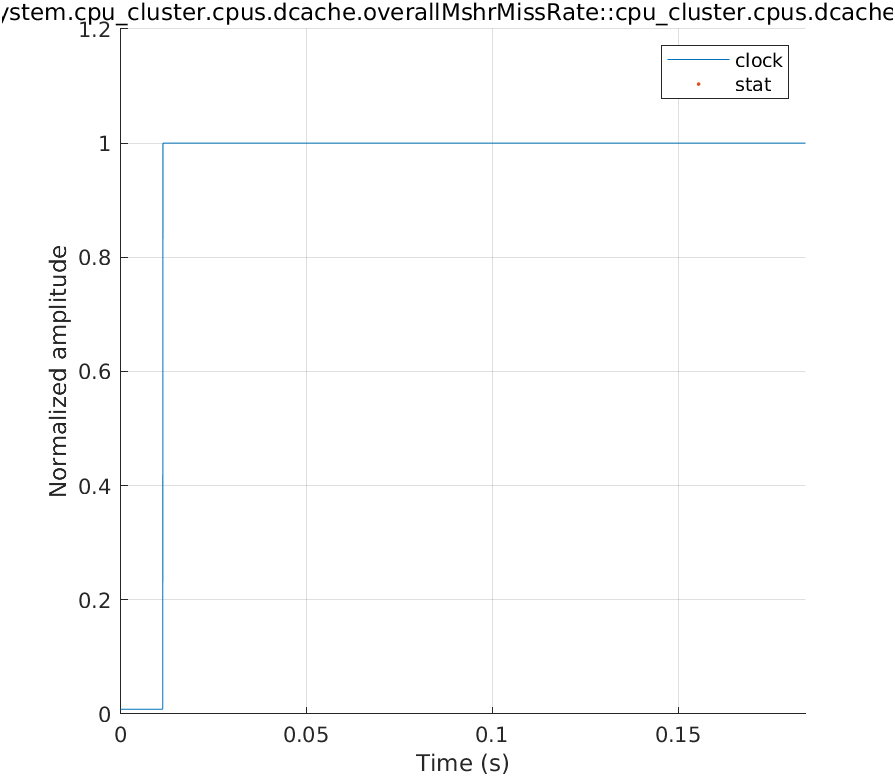 ystem.cpu_cluster.cpus.dcache.overallMshrMissRate::cpu_cluster.cpus.dcache
1.2
clock
stat
1
0.8
0.6
0.4
0.2
0
Normalized amplitude
0
0.05
0.1
0.15
Time (s)